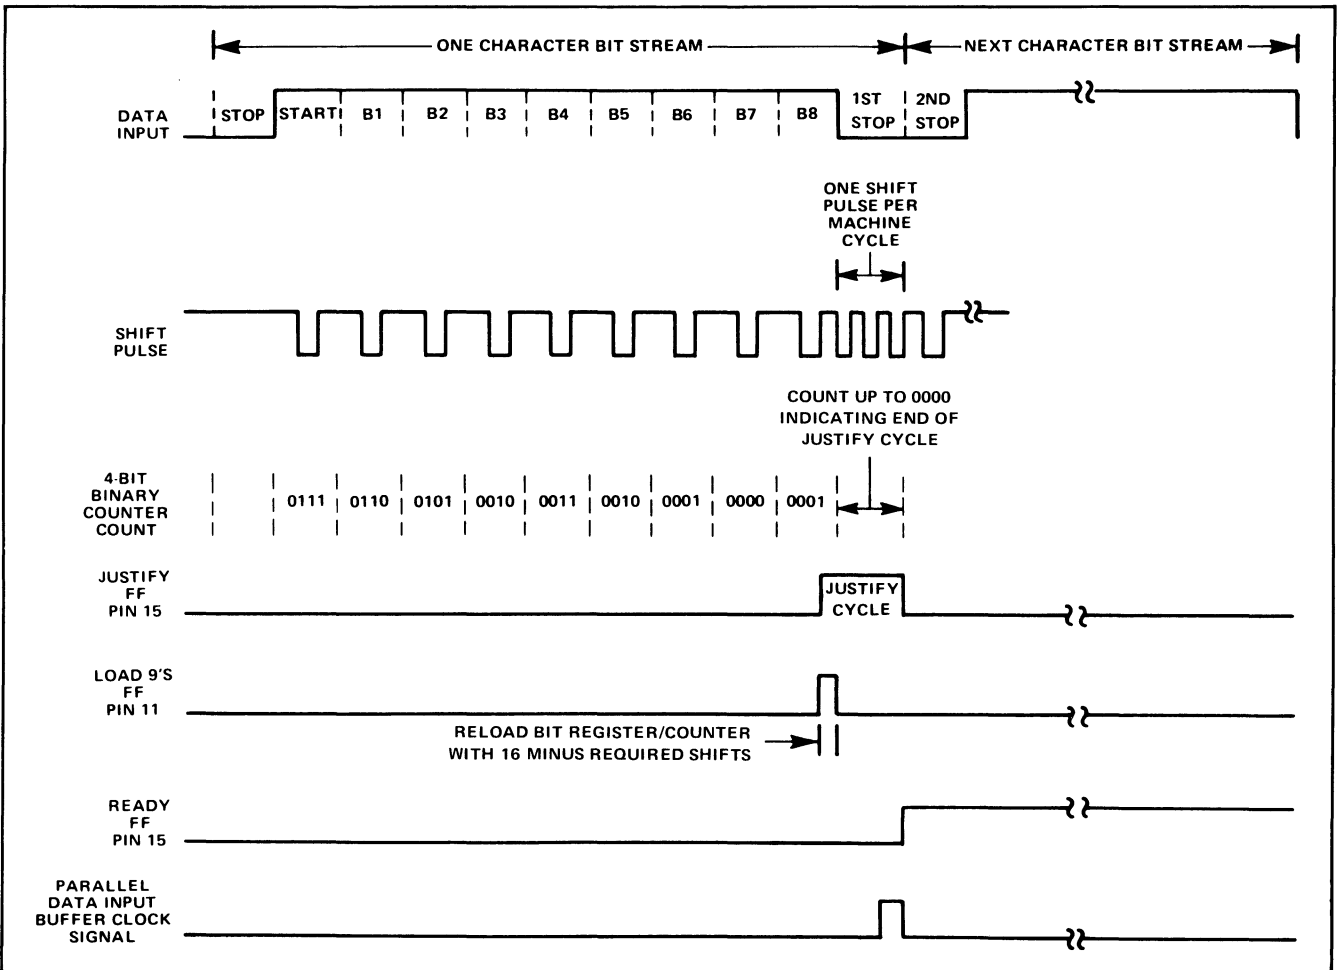 ONE CHARACTER BIT STREAM
NEXT CHARACTER BIT STREAM
DATA
INPUT
STOP START B1 B2 B3 B4 B5 B6 B7 B8 1ST STOP 2ND STOP
ONE SHIFT
PULSE PER
MACHINE
CYCLE
SHIFT
PULSE
COUNT UP TO 0000
INDICATING END OF
JUSTIFY CYCLE
4-BIT
BINARY
COUNTER
COUNT
0111 0110 0101 0010 0011 0010 0001 0000 0001
JUSTIFY
FF
PIN 15
JUSTIFY
CYCLE
LOAD 9'S
FF
PIN 11
RELOAD BIT REGISTER/COUNTER
WITH 16 MINUS REQUIRED SHIFTS
READY
FF
PIN 15
PARALLEL
DATA INPUT
BUFFER CLOCK
SIGNAL